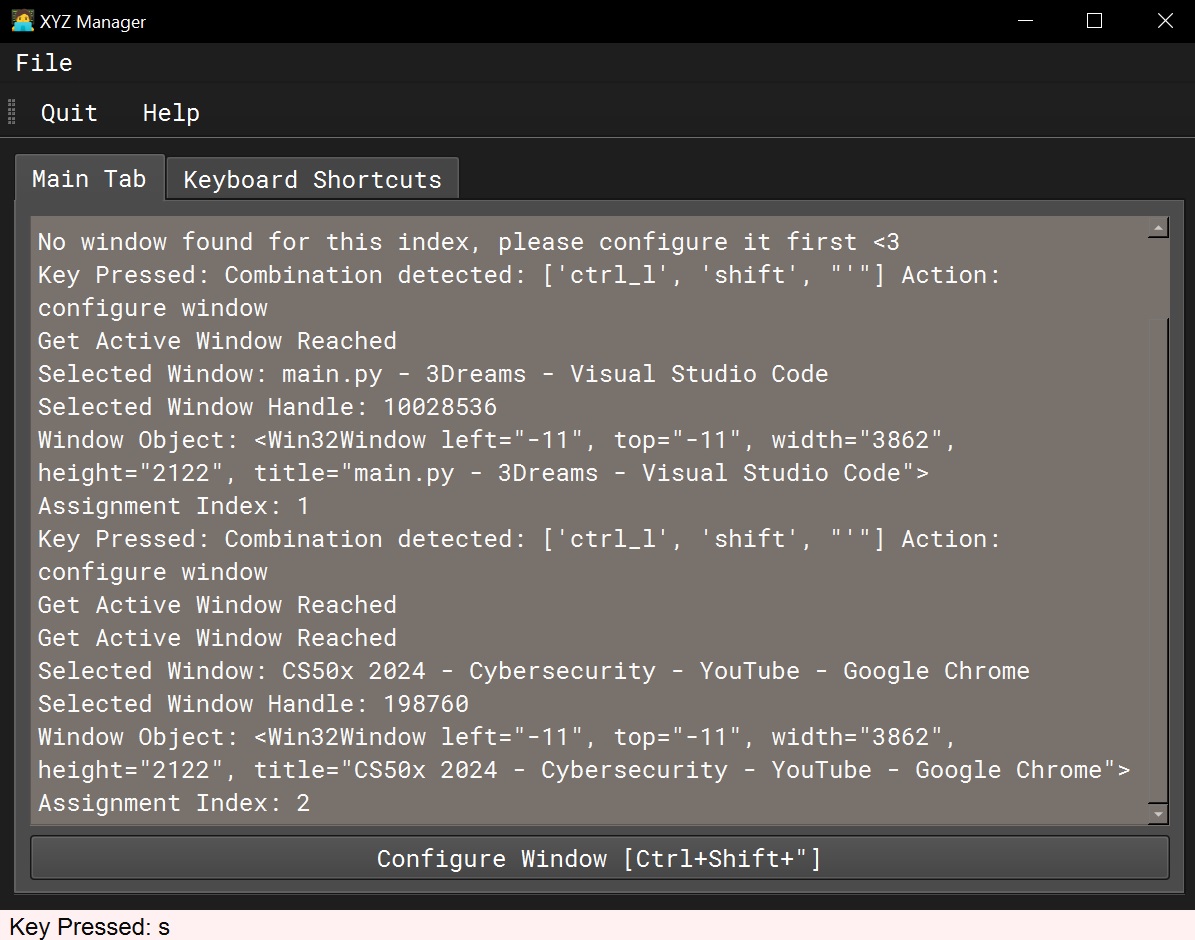 XYZ Manager
File
Quit Help
Main Tab Keyboard Shortcuts
No window found for this index, please configure it first <3
Key Pressed: Combination detected: ['ctrl_l', 'shift', "'"] Action:
configure window
Get Active Window Reached
Selected Window: main.py - 3Dreams - Visual Studio Code
Selected Window Handle: 10028536
Window Object: <Win32Window left="-11", top="-11", width="3862",
height="2122", title="main.py - 3Dreams - Visual Studio Code">
Assignment Index: 1
Key Pressed: Combination detected: ['ctrl_l', 'shift', "'"] Action:
configure window
Get Active Window Reached
Get Active Window Reached
Selected Window: CS50x 2024 - Cybersecurity - YouTube - Google Chrome
Selected Window Handle: 198760
Window Object: <Win32Window left="-11", top="-11", width="3862",
height="2122", title="CS50x 2024 - Cybersecurity - YouTube - Google Chrome">
Assignment Index: 2
Configure Window [Ctrl+Shift+"]
Key Pressed: s